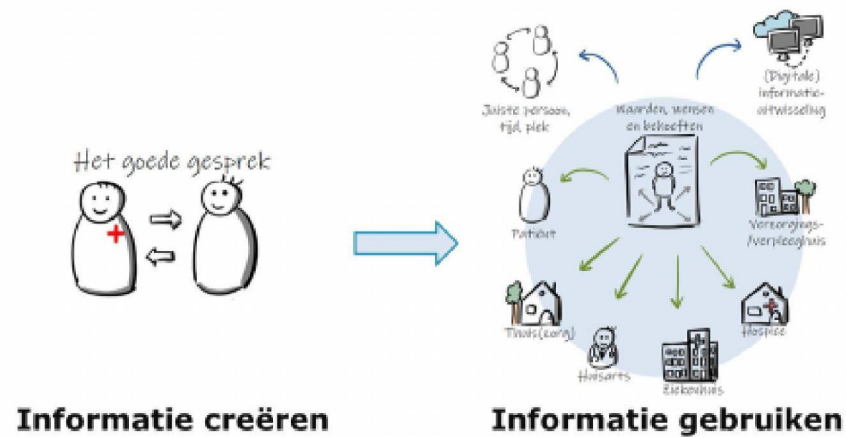 Het goede gesprek
Informatie creëren
Juiste persoon,
tijd, plek
(Digitale)
informatie-
uitwisseling
Waarden, wensen
en behoeften
Patiënt
Verzorgings-
/verpleeghuis
Thuis(zorg)
Huisarts
Ziekenhuis
Hospice
Informatie gebruiken